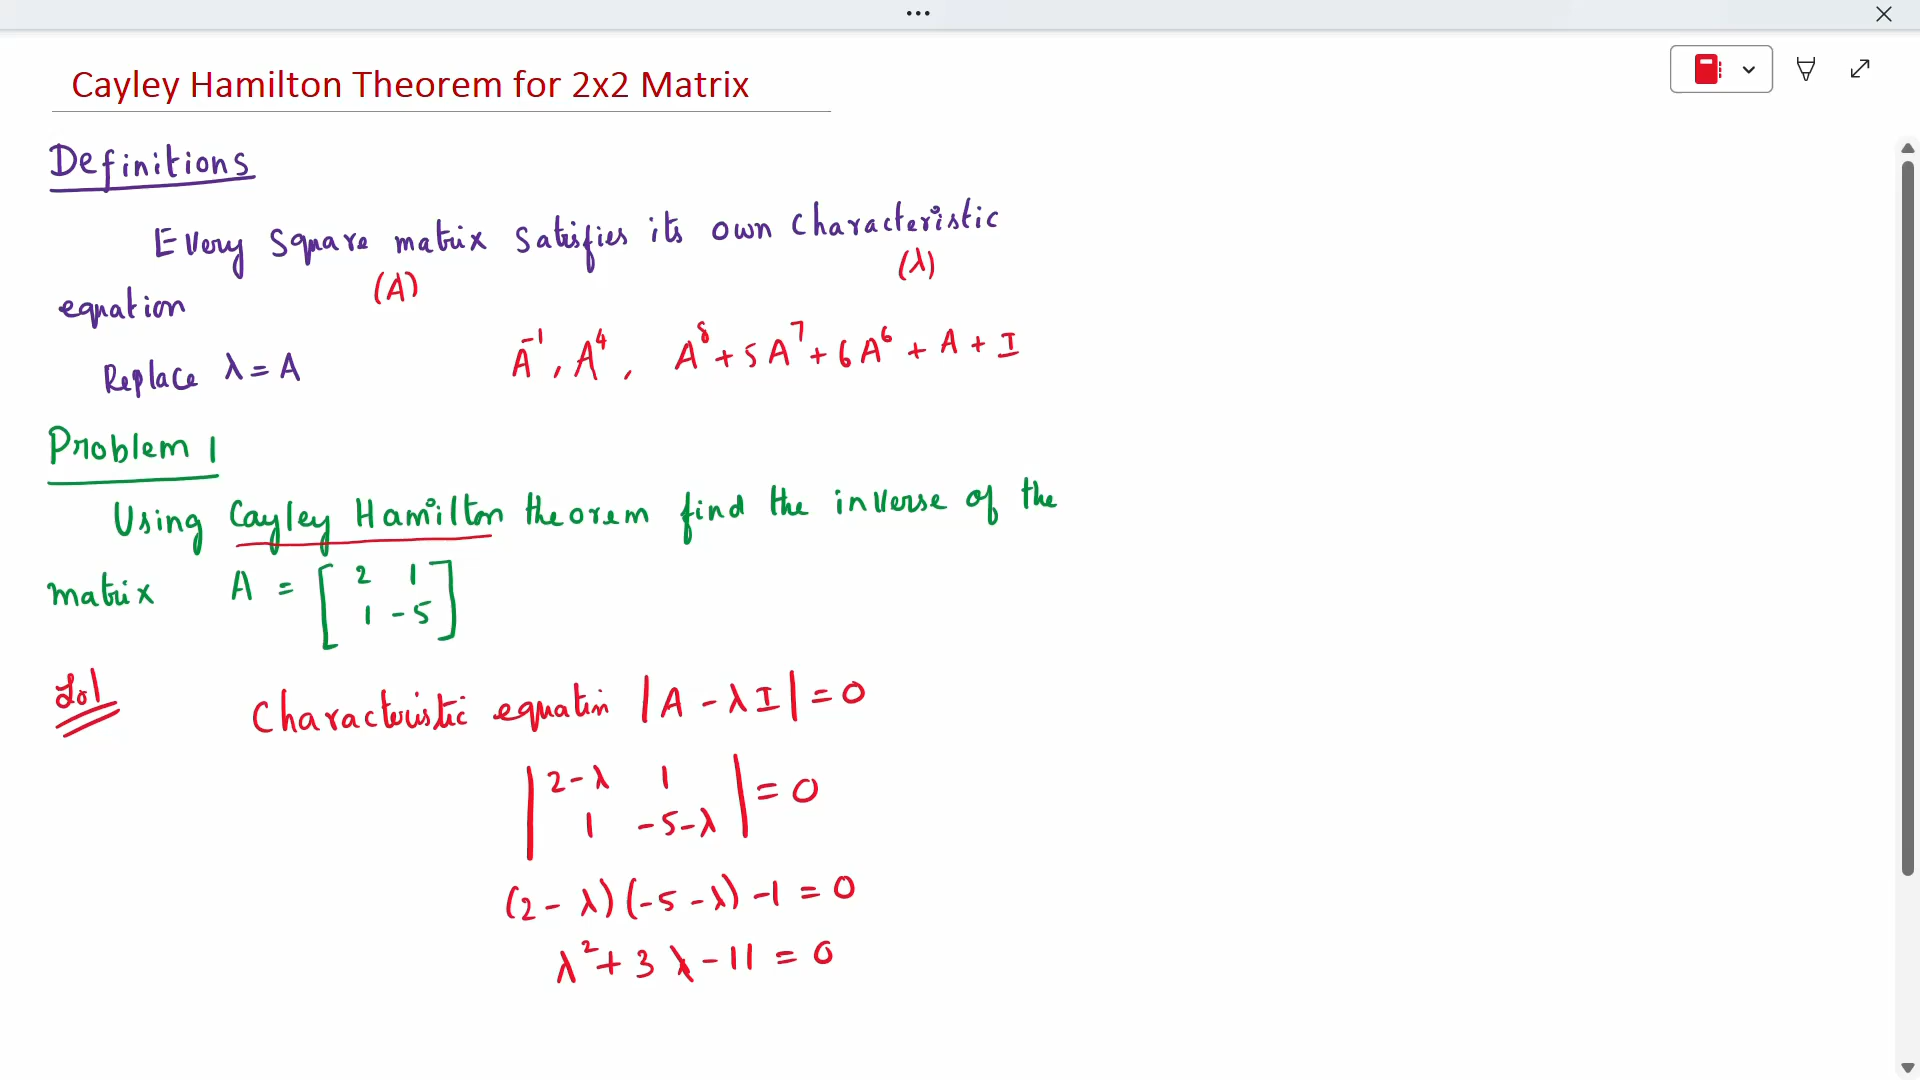 Cayley Hamilton Theorem for 2x2 Matrix
Definitions
Every Square matrix satisfies its own characteristic
(A) (λ)
equation
Replace λ = A
A⁻¹, A⁴, A⁸ + 5A⁷ + 6A⁶ + A + I
Problem 1
Using Cayley Hamilton theorem find the inverse of the
matrix A = [2 1
1 -5]
Sol
Characteristic equatin |A - λI| = 0
|2-λ 1
1 -5-λ| = 0
(2-λ)(-5-λ) -1 = 0
λ² + 3λ - 11 = 0